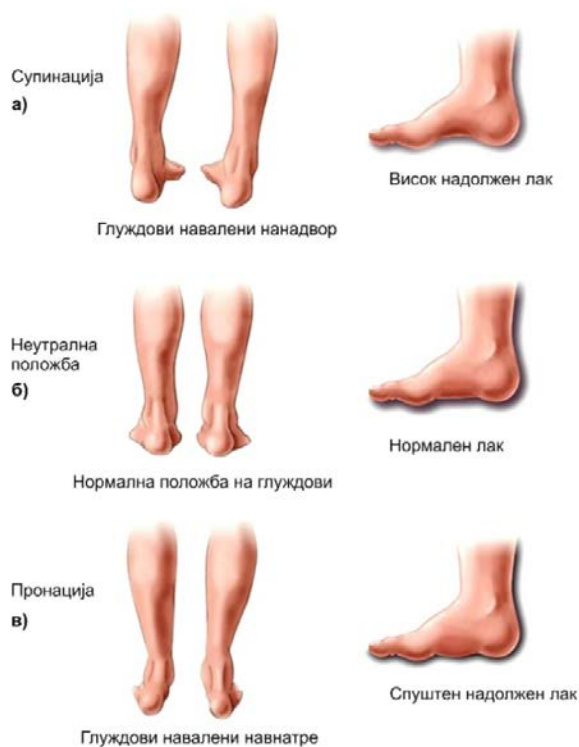 Супинација
а)
Висок надолжен лак
Глуждови навалени нанадвор
Неутрална
положба
б)
Нормален лак
Нормална положба на глуждови
Пронација
в)
Спуштен надолжен лак
Глуждови навалени навнатре